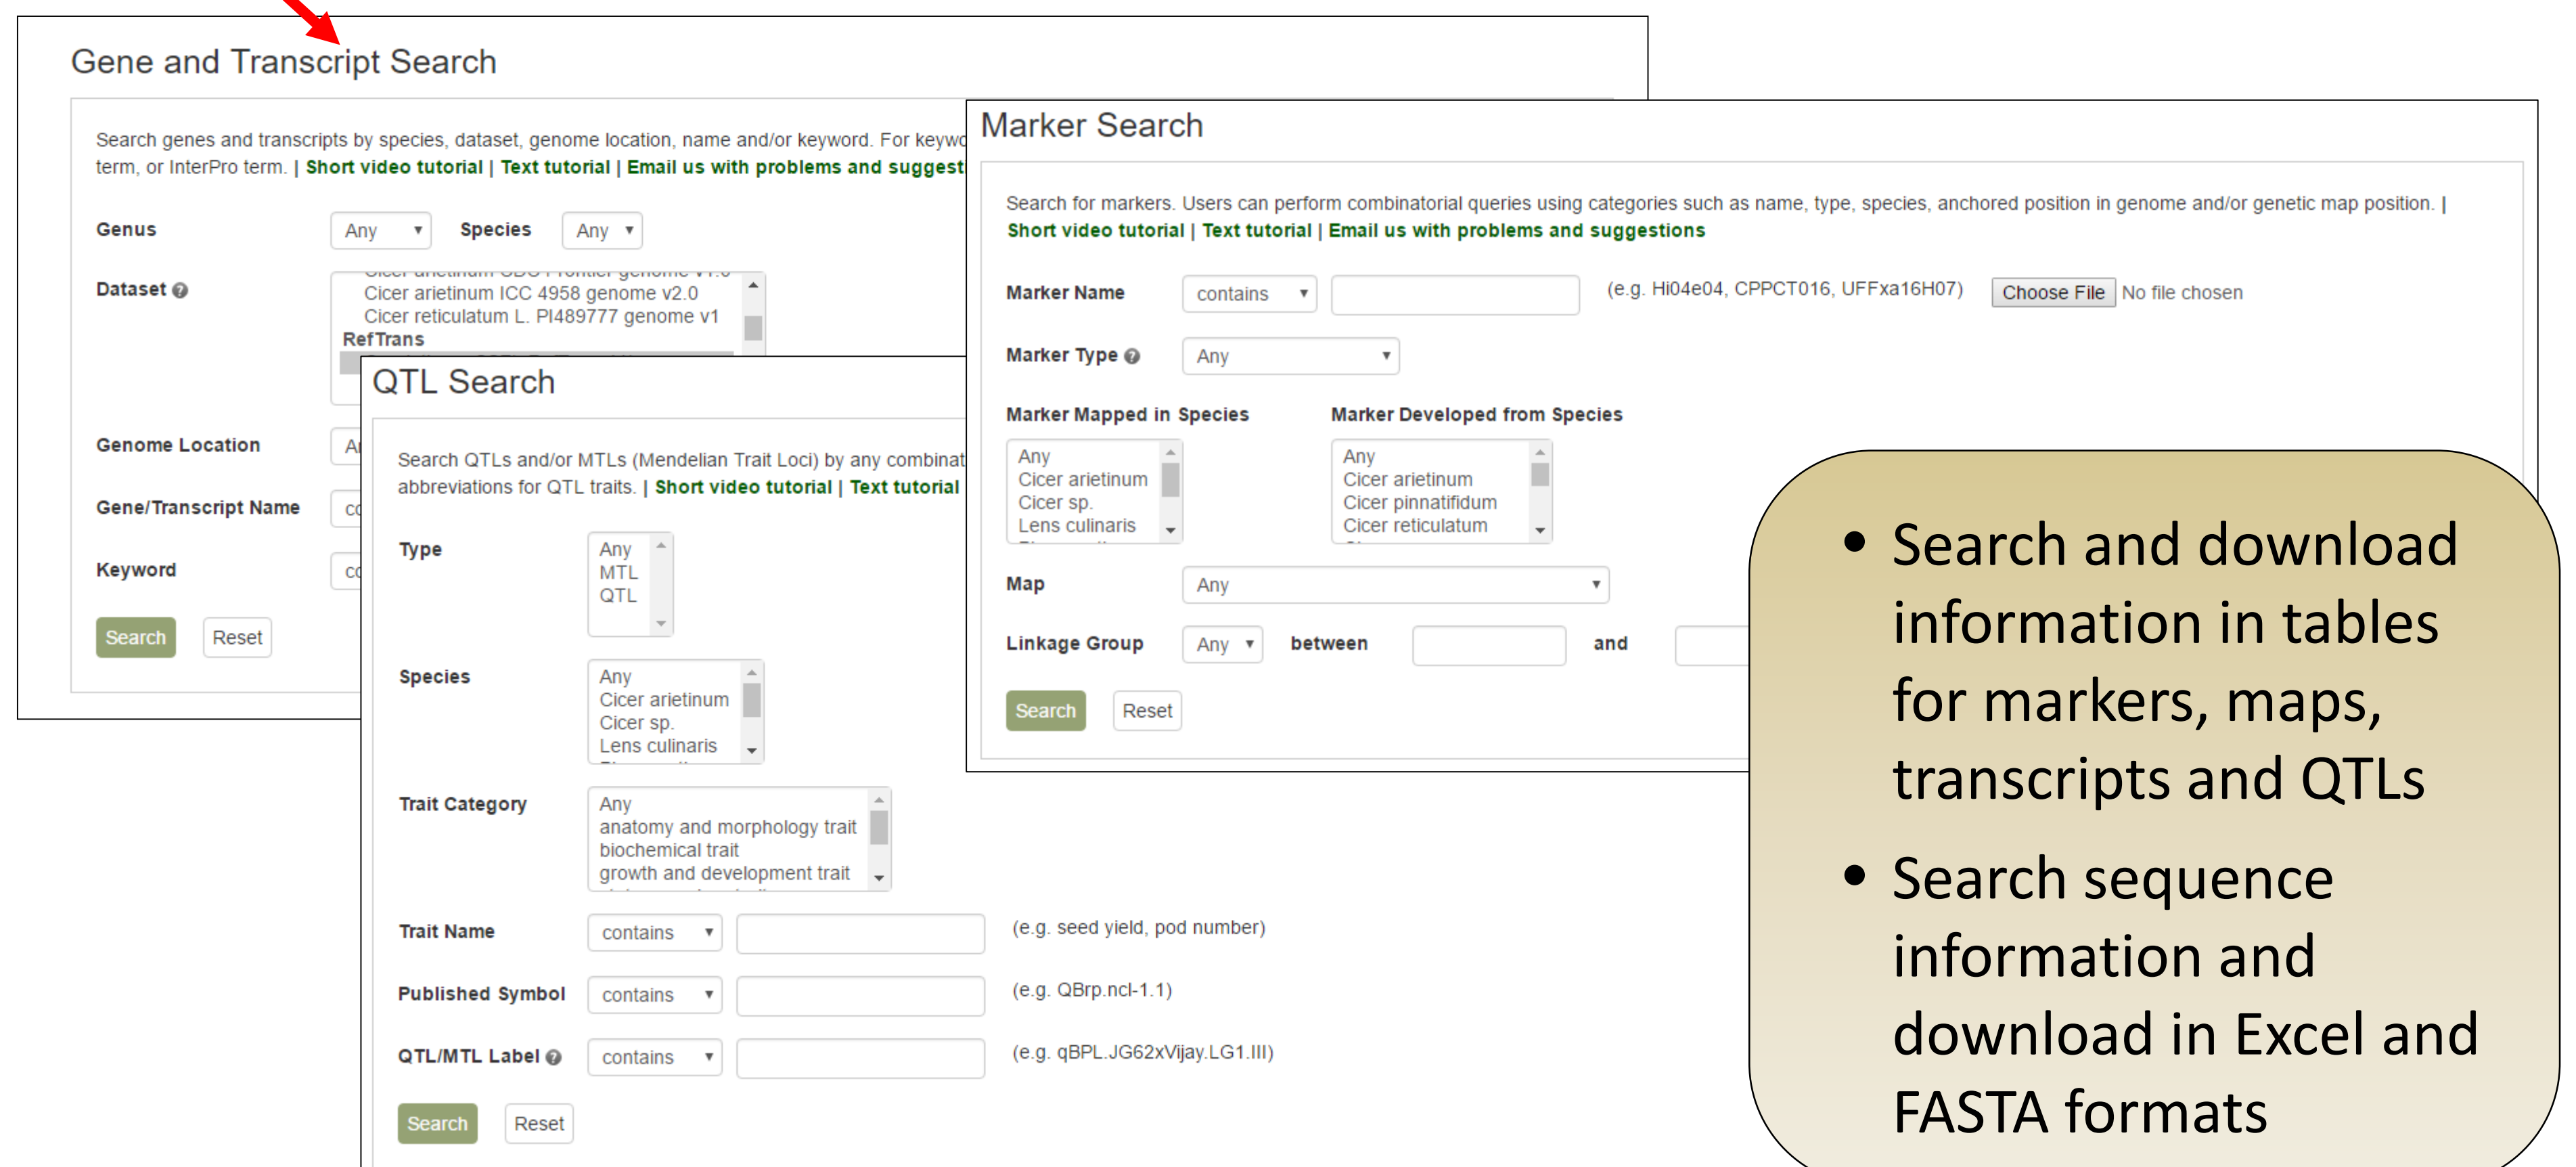 Gene and Transcript Search
Search genes and transcripts by species, dataset, genome location, name and/or keyword. For
term, or InterPro term. | Short video tutorial | Text tutorial | Email us with problems and
Genus Any Species Any
Dataset
Cicer arietinum CDC Frontier genome v1.0
Cicer arietinum ICC 4958 genome v2.0
Cicer reticulatum L. PI489777 genome v1
RefTrans
Genome Location
Gene/Transcript Name
Keyword
Search Reset
QTL Search
Search QTLs and/or MTLs (Mendelian Trait Loci) by any
abbreviations for QTL traits. | Short video tutorial | Text tutorial
Type
Any
MTL
QTL
Species
Any
Cicer arietinum
Cicer sp.
Lens culinaris
Trait Category
Any
anatomy and morphology trait
biochemical trait
growth and development trait
Trait Name contains (e.g. seed yield, pod number)
Published Symbol contains (e.g. QBrp.ncl-1.1)
QTL/MTL Label contains (e.g. qBPL.JG62xVijay.LG1.III)
Search Reset
Marker Search
Search for markers. Users can perform combinatorial queries using categories such as name, type, species, anchored position in genome and/or genetic map position. |
Short video tutorial | Text tutorial | Email us with problems and suggestions
Marker Name contains (e.g. Hi04e04, CPPCT016, UFFxa16H07) Choose File No file chosen
Marker Type Any
Marker Mapped in Species Marker Developed from Species
Any
Cicer arietinum
Cicer sp.
Lens culinaris
Any
Cicer arietinum
Cicer pinnatifidum
Cicer reticulatum
Map Any
Linkage Group Any between and
Search Reset
• Search and download
information in tables
for markers, maps,
transcripts and QTLs
• Search sequence
information and
download in Excel and
FASTA formats